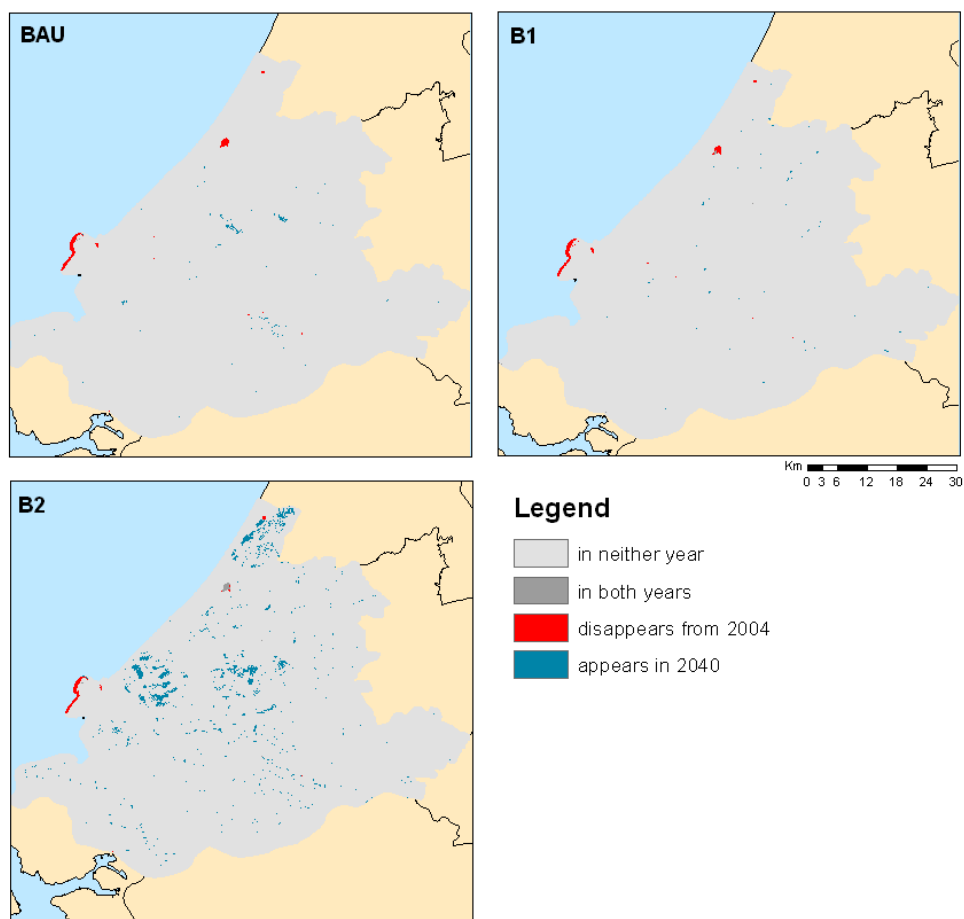 BAU
B1
Km
0 3 6 12 18 24 30
B2
Legend
in neither year
in both years
disappears from 2004
appears in 2040